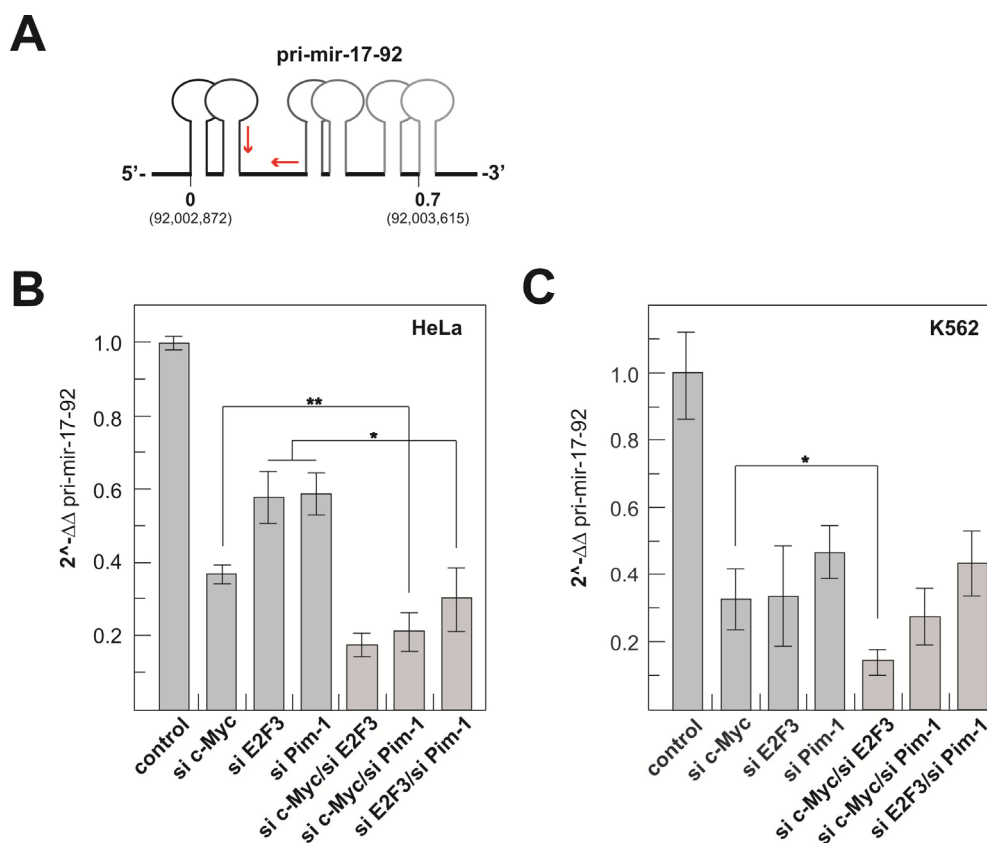 A
pri-mir-17-92
5'-
-3'
0
0.7
(92,002,872)
(92,003,615)
B
HeLa
2^-ΔΔ pri-mir-17-92
1.0
0.8
0.6
0.4
0.2
**
*
control
si c-Myc
si E2F3
si Pim-1
si c-Myc/si E2F3
si c-Myc/si Pim-1
si E2F3/si Pim-1
C
K562
2^-ΔΔ pri-mir-17-92
1.0
0.8
0.6
0.4
0.2
*
control
si c-Myc
si E2F3
si Pim-1
si c-Myc/si E2F3
si c-Myc/si Pim-1
si E2F3/si Pim-1